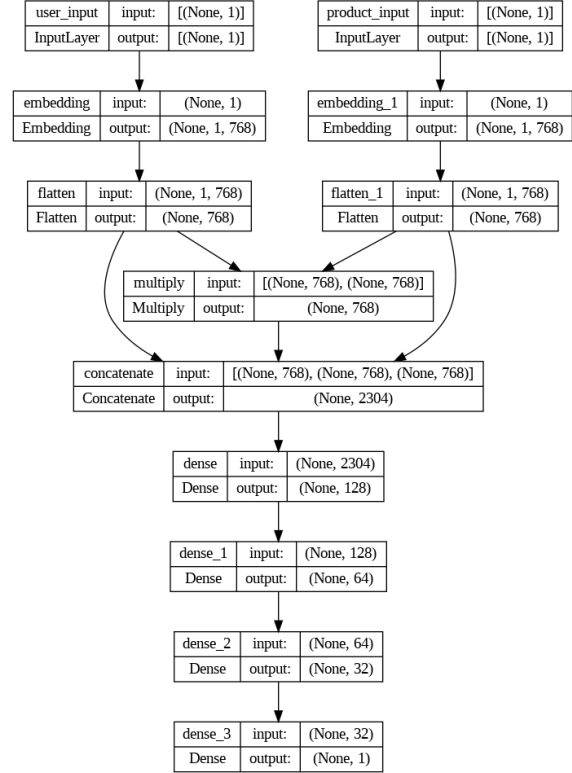 user_input input: [(None, 1)]
InputLayer output: [(None, 1)]
product_input input: [(None, 1)]
InputLayer output: [(None, 1)]
embedding input: (None, 1)
Embedding output: (None, 1, 768)
embedding_1 input: (None, 1)
Embedding output: (None, 1, 768)
flatten input: (None, 1, 768)
Flatten output: (None, 768)
flatten_1 input: (None, 1, 768)
Flatten output: (None, 768)
multiply input: [(None, 768), (None, 768)]
Multiply output: (None, 768)
concatenate input: [(None, 768), (None, 768), (None, 768)]
Concatenate output: (None, 2304)
dense input: (None, 2304)
Dense output: (None, 128)
dense_1 input: (None, 128)
Dense output: (None, 64)
dense_2 input: (None, 64)
Dense output: (None, 32)
dense_3 input: (None, 32)
Dense output: (None, 1)